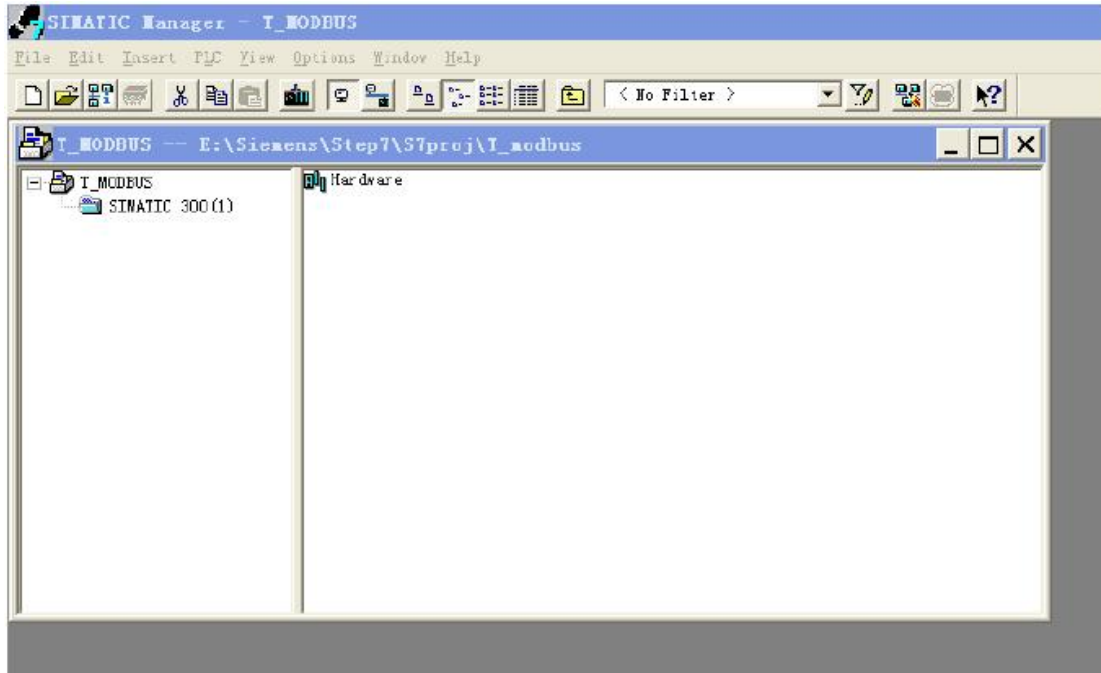 SIMATIC Manager - T_MODBUS
File Edit Insert PLC View Options Window Help
< No Filter >
T_MODBUS -- E:\Siemens\Step7\S7proj\T_modbus
T_MODBUS
SIMATIC 300(1)
Hardware